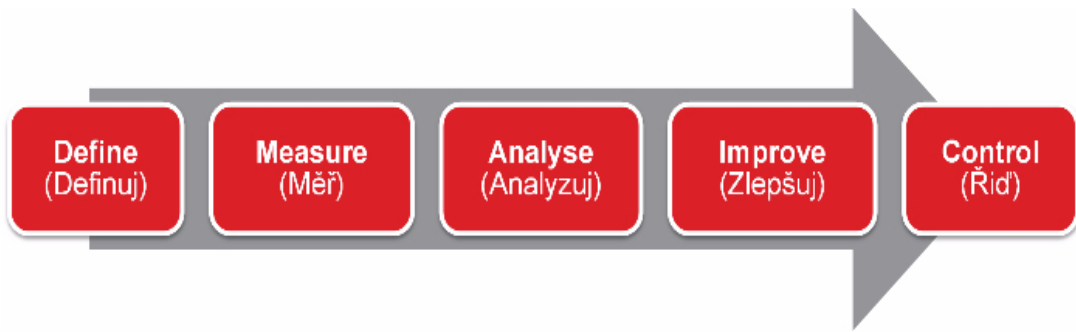 Define
(Definuj)
Measure
(Měř)
Analyse
(Analyzuj)
Improve
(Zlepšuj)
Control
(Řiď)